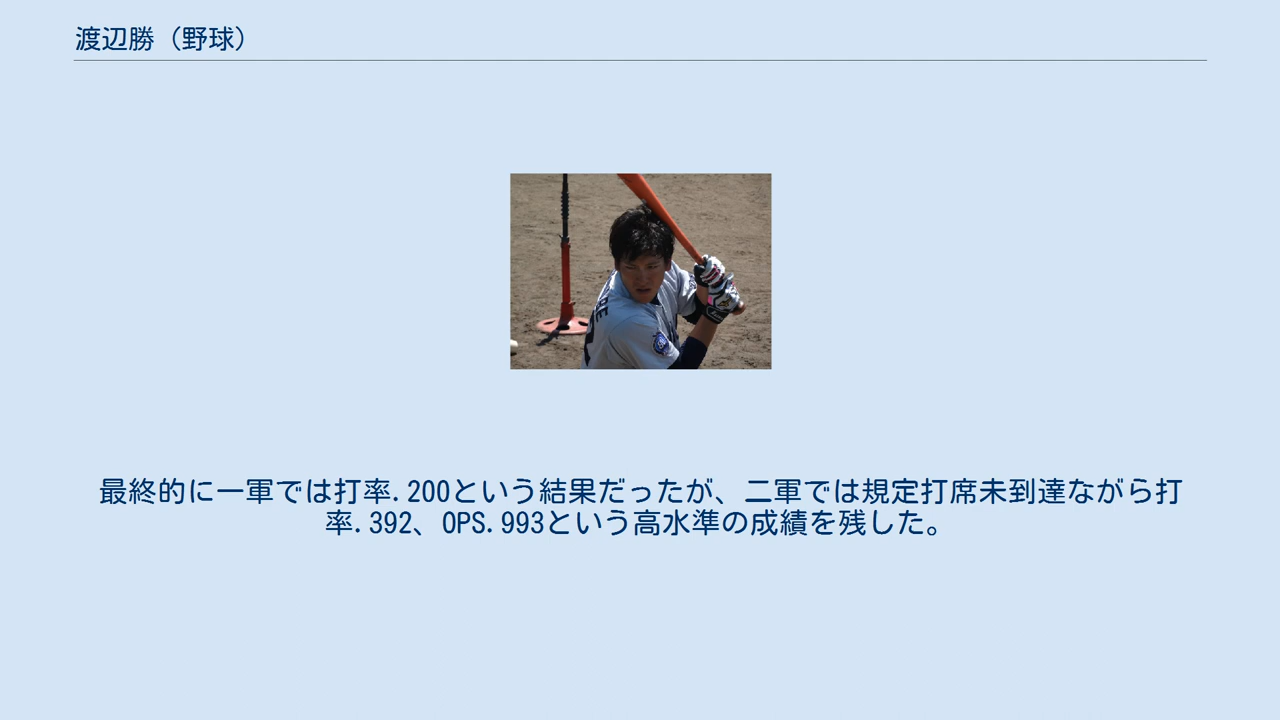 渡辺勝（野球）
最終的に一軍では打率.200という結果だったが、二軍では規定打席未到達ながら打
率.392、OPS.993という高水準の成績を残した。